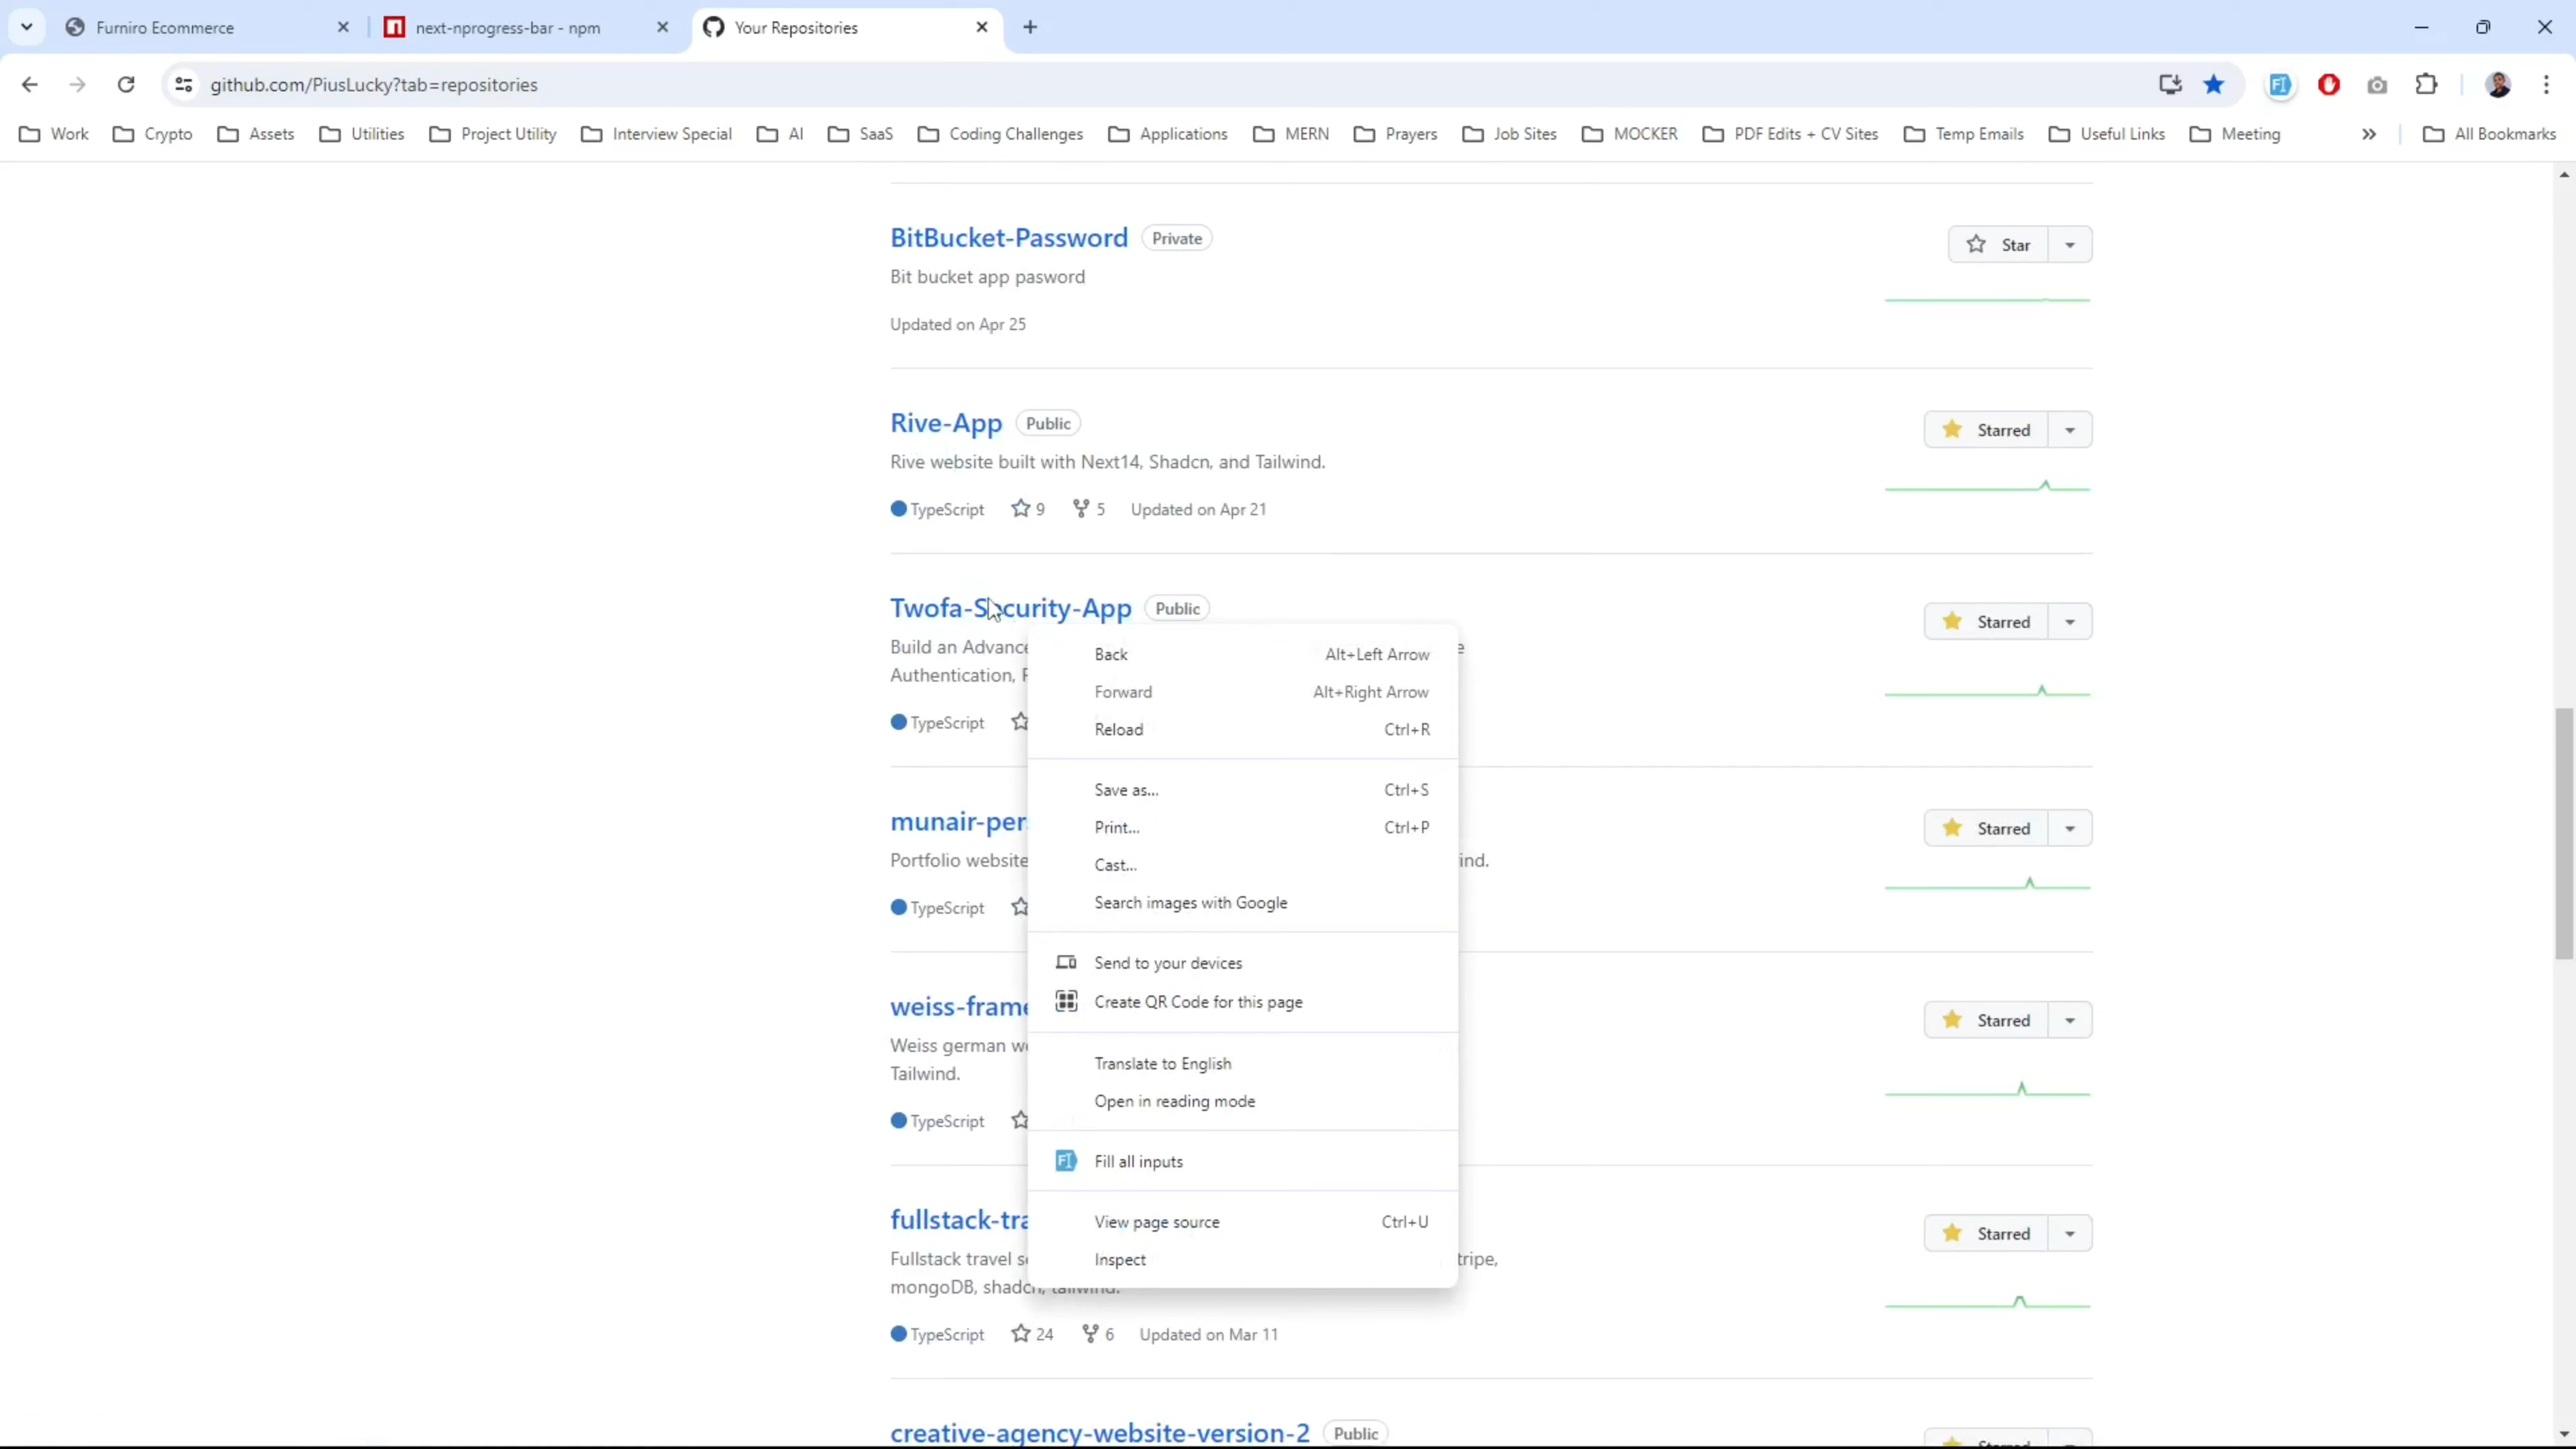 Furniro Ecommerce
next-nprogress-bar - npm
Your Repositories
github.com/PiusLucky?tab=repositories
Work Crypto Assets Utilities Project Utility Interview Special AI SaaS Coding Challenges Applications MERN Prayers Job Sites MOCKER PDF Edits + CV Sites Temp Emails Useful Links Meeting » All Bookmarks
BitBucket-Password Private Star
Bit bucket app pasword
Updated on Apr 25
Rive-App Public Starred
Rive website built with Next14, Shadcn, and Tailwind.
TypeScript 9 5 Updated on Apr 21
Twofa-Security-App Public Starred
Build an Advance
Authentication,
TypeScript
munair-per Starred
Portfolio website ind.
TypeScript
weiss-frame Starred
Weiss german
Tailwind.
TypeScript
fullstack-tra Starred
Fullstack travel tripe,
mongoDB, shadcn, tailwind.
TypeScript 24 6 Updated on Mar 11
creative-agency-website-version-2 Public Starred
Back Alt+Left Arrow
Forward Alt+Right Arrow
Reload Ctrl+R
Save as... Ctrl+S
Print... Ctrl+P
Cast...
Search images with Google
Send to your devices
Create QR Code for this page
Translate to English
Open in reading mode
FI Fill all inputs
View page source Ctrl+U
Inspect